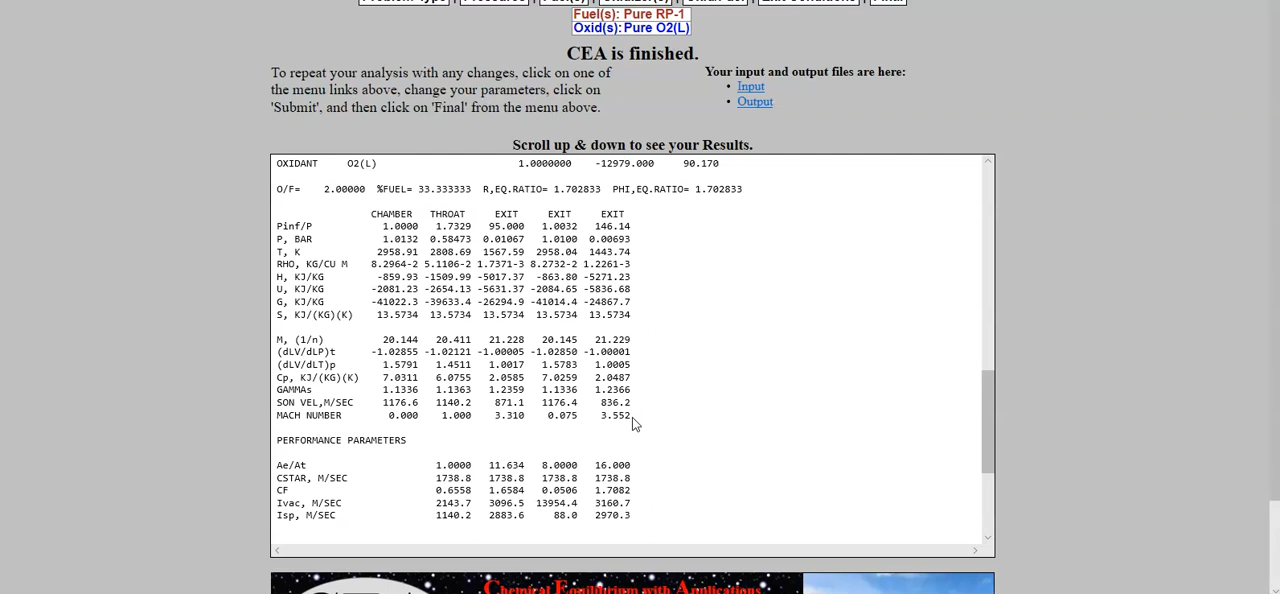 Fuel(s): Pure RP-1
Oxid(s): Pure O2(L)
CEA is finished.
To repeat your analysis with any changes, click on one of
the menu links above, change your parameters, click on
'Submit', and then click on 'Final' from the menu above.
Your input and output files are here:
• Input
• Output
Scroll up & down to see your Results.
OXIDANT O2(L) 1.0000000 -12979.000 90.170
O/F= 2.00000 %FUEL= 33.333333 R,EQ.RATIO= 1.702833 PHI,EQ.RATIO= 1.702833
CHAMBER THROAT EXIT EXIT EXIT
Pinf/P 1.0000 1.7329 95.000 1.0032 146.14
P, BAR 1.0132 0.58473 0.01067 1.0100 0.00693
T, K 2958.91 2808.69 1567.59 2958.04 1443.74
RHO, KG/CU M 8.2964-2 5.1106-2 1.7371-3 8.2732-2 1.2261-3
H, KJ/KG -859.93 -1509.99 -5017.37 -863.80 -5271.23
U, KJ/KG -2081.23 -2654.13 -5631.37 -2084.65 -5836.68
G, KJ/KG -41022.3 -39633.4 -26294.9 -41014.4 -24867.7
S, KJ/(KG)(K) 13.5734 13.5734 13.5734 13.5734 13.5734
M, (1/n) 20.144 20.411 21.228 20.145 21.229
(dLV/dLP)t -1.02855 -1.02121 -1.00005 -1.02850 -1.00001
(dLV/dLT)p 1.5791 1.4511 1.0017 1.5783 1.0005
Cp, KJ/(KG)(K) 7.0311 6.0755 2.0585 7.0259 2.0487
GAMMAs 1.1336 1.1363 1.2359 1.1336 1.2366
SON VEL,M/SEC 1176.6 1140.2 871.1 1176.4 836.2
MACH NUMBER 0.000 1.000 3.310 0.075 3.552
PERFORMANCE PARAMETERS
Ae/At 1.0000 11.634 8.0000 16.000
CSTAR, M/SEC 1738.8 1738.8 1738.8 1738.8
CF 0.6558 1.6584 0.0506 1.7082
Ivac, M/SEC 2143.7 3096.5 13954.4 3160.7
Isp, M/SEC 1140.2 2883.6 88.0 2970.3
Chemical Equilibrium with Applications